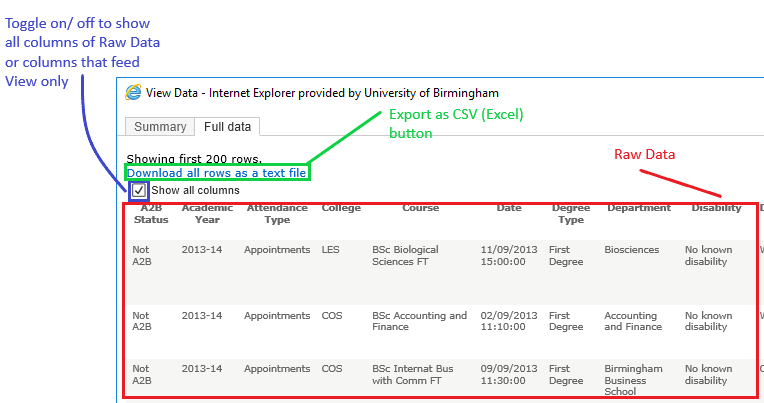 Toggle on/ off to show
all columns of Raw Data
or columns that feed
View only
View Data - Internet Explorer provided by University of Birmingham
Summary Full data
Export as CSV (Excel)
button
Showing first 200 rows.
Download all rows as a text file
Raw Data
Show all columns
A2B Academic Attendance College Course Date Degree Department Disability
Status Year Type Type
Not 2013-14 Appointments LES BSc Biological 11/09/2013 First Biosciences No known
A2B Sciences FT 15:00:00 Degree disability
Not 2013-14 Appointments COS BSc Accounting and 02/09/2013 First Accounting No known
A2B Finance 11:10:00 Degree and Finance disability
Not 2013-14 Appointments COS BSc Internat Bus 09/09/2013 First Birmingham No known
A2B with Comm FT 11:30:00 Degree Business disability
School